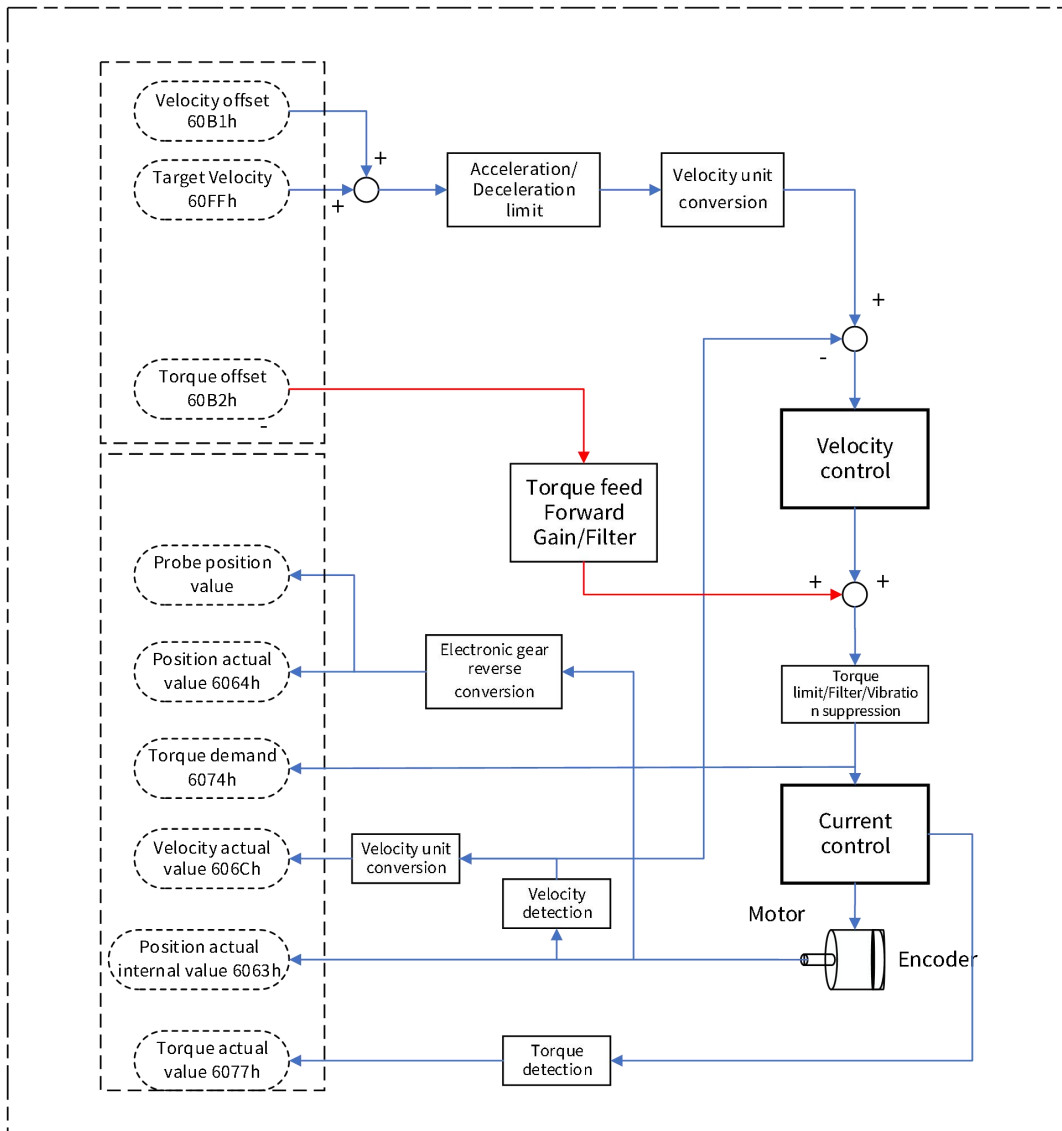 Velocity offset
60B1h
+
Target Velocity
60FFh
+
Acceleration/
Deceleration
limit
Velocity unit
conversion
+
-
Torque offset
60B2h
-
Velocity
control
Torque feed
Forward
Gain/Filter
+
+
Probe position
value
Position actual
value 6064h
Electronic gear
reverse
conversion
Torque
limit/Filter/Vibratio
n suppression
Torque demand
6074h
Current
control
Velocity actual
value 606Ch
Velocity unit
conversion
Velocity
detection
Motor
Encoder
Position actual
internal value 6063h
Torque actual
value 6077h
Torque
detection